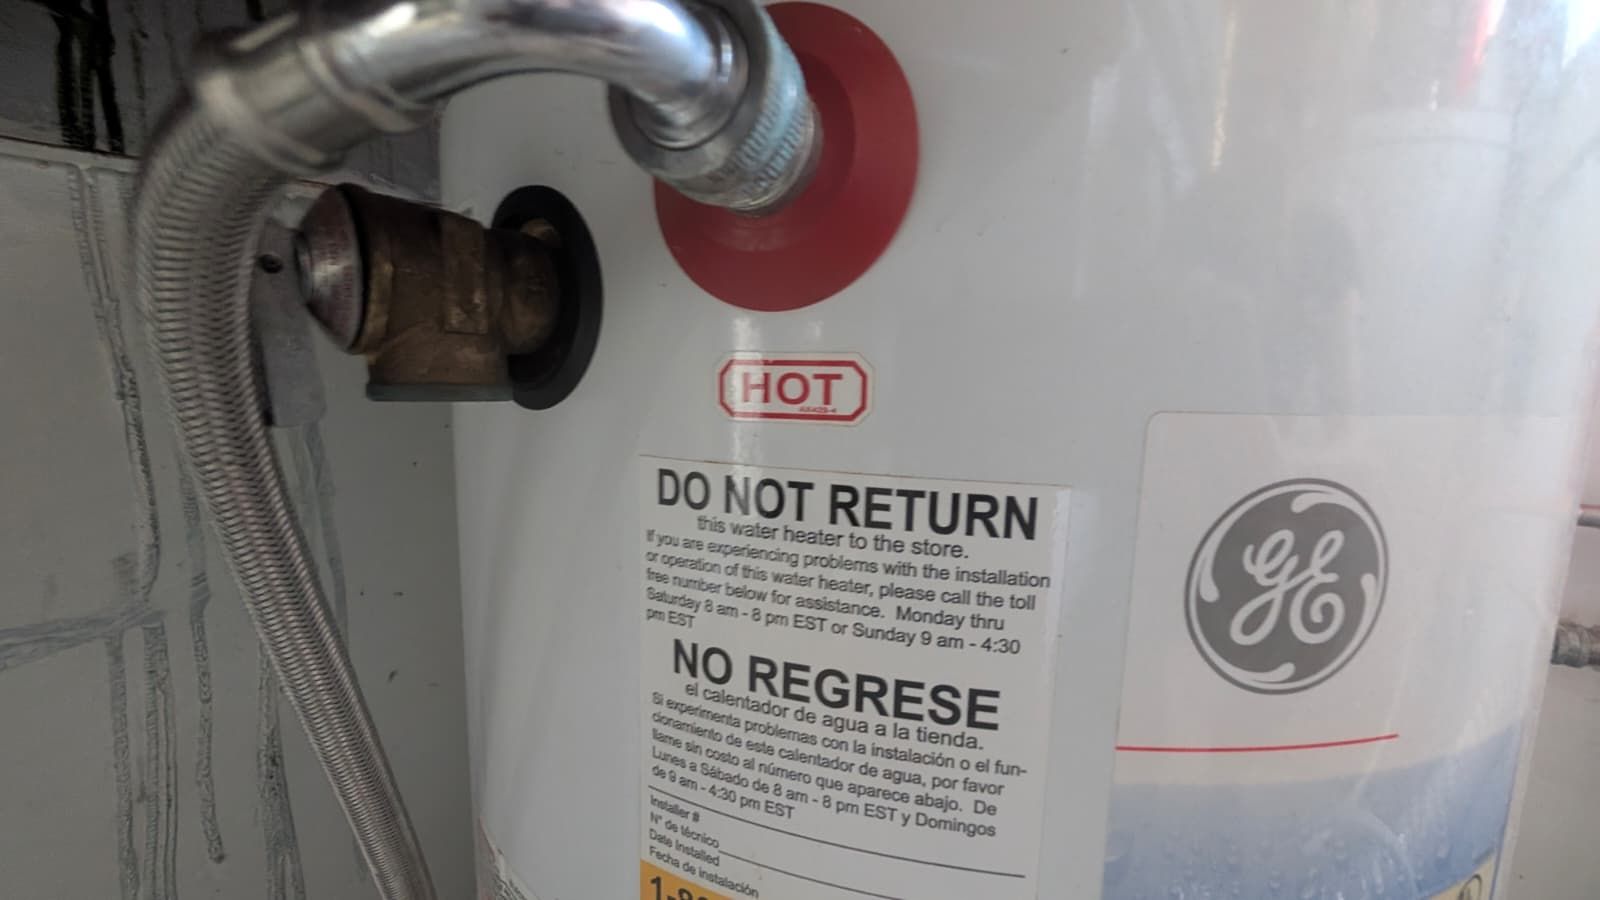 HOT
DO NOT RETURN
this water heater to the store.
If you are experiencing problems with the installation
or operation of this water heater, please call the toll
free number below for assistance. Monday thru
Saturday 8 am - 8 pm EST or Sunday 9 am - 4:30
pm EST
NO REGRESE
el calentador de agua a la tienda.
Si experimenta problemas con la instalación o el fun-
cionamiento de este calentador de agua, por favor
llame sin costo al número que aparece abajo. De
Lunes a Sábado de 8 am - 8 pm EST y Domingos
de 9 am - 4:30 pm EST
Installer #
N° de técnico
Date Installed
Fecha de instalación
GE